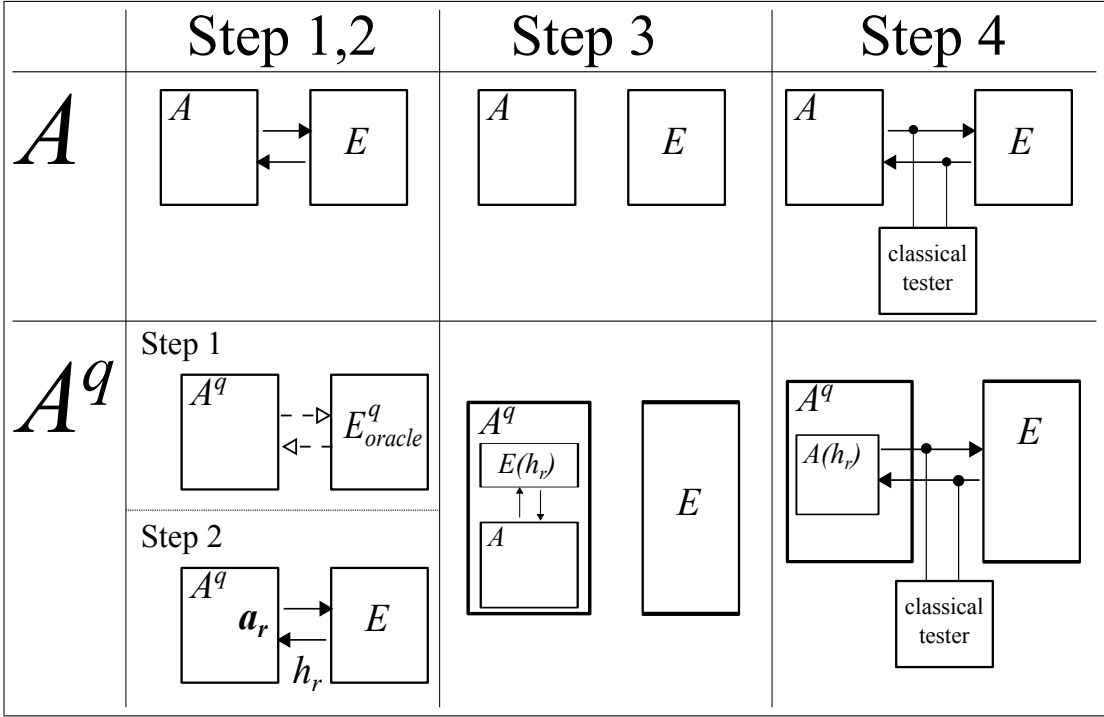 Step 1,2
Step 3
Step 4
A
A
E
A
E
A
E
classical
tester
A^q
Step 1
A^q
E^q_oracle
Step 2
A^q
a_r
E
h_r
A^q
E(h_r)
A
E
A^q
A(h_r)
E
classical
tester